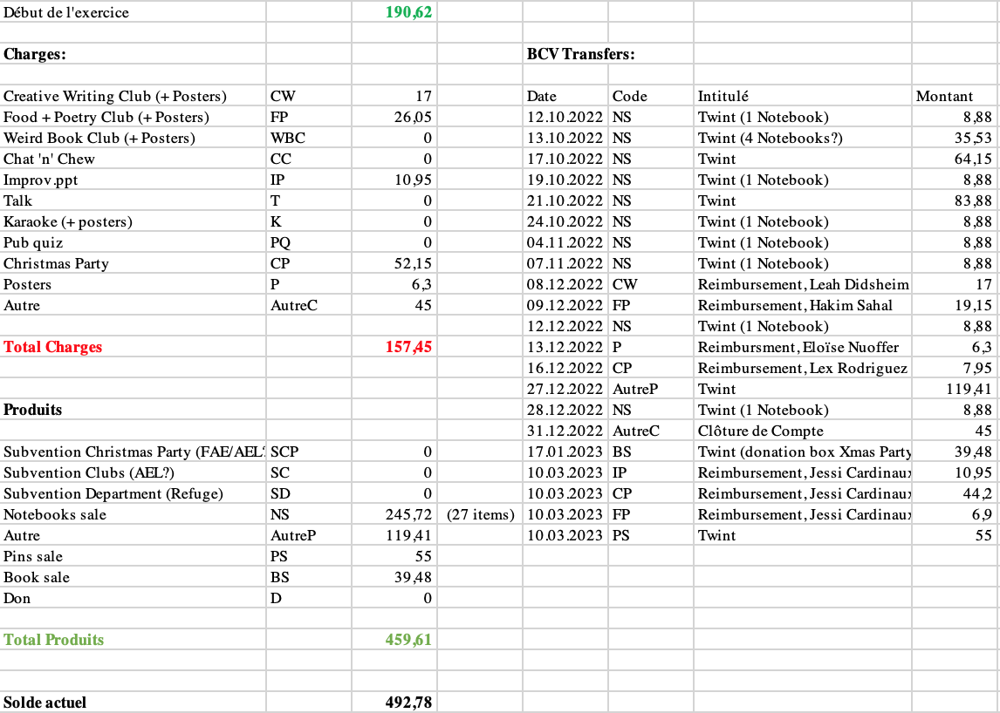 Début de l'exercice 190,62
Charges: BCV Transfers:
Creative Writing Club (+ Posters) CW 17 Date Code Intitulé Montant
Food + Poetry Club (+ Posters) FP 26,05 12.10.2022 NS Twint (1 Notebook) 8,88
Weird Book Club (+ Posters) WBC 0 13.10.2022 NS Twint (4 Notebooks?) 35,53
Chat 'n' Chew CC 0 17.10.2022 NS Twint 64,15
Improv.ppt IP 10,95 19.10.2022 NS Twint (1 Notebook) 8,88
Talk T 0 21.10.2022 NS Twint 83,88
Karaoke (+ posters) K 0 24.10.2022 NS Twint (1 Notebook) 8,88
Pub quiz PQ 0 04.11.2022 NS Twint (1 Notebook) 8,88
Christmas Party CP 52,15 07.11.2022 NS Twint (1 Notebook) 8,88
Posters P 6,3 08.12.2022 CW Reimbursement, Leah Didsheim 17
Autre AutreC 45 09.12.2022 FP Reimbursement, Hakim Sahal 19,15
12.12.2022 NS Twint (1 Notebook) 8,88
Total Charges 157,45 13.12.2022 P Reimbursment, Eloïse Nuoffer 6,3
16.12.2022 CP Reimbursement, Lex Rodriguez 7,95
27.12.2022 AutreP Twint 119,41
Produits 28.12.2022 NS Twint (1 Notebook) 8,88
31.12.2022 AutreC Clôture de Compte 45
Subvention Christmas Party (FAE/AEL? SCP 0 17.01.2023 BS Twint (donation box Xmas Party 39,48
Subvention Clubs (AEL?) SC 0 10.03.2023 IP Reimbursement, Jessi Cardinaux 10,95
Subvention Department (Refuge) SD 0 10.03.2023 CP Reimbursement, Jessi Cardinaux 44,2
Notebooks sale NS 245,72 (27 items) 10.03.2023 FP Reimbursement, Jessi Cardinaux 6,9
Autre AutreP 119,41 10.03.2023 PS Twint 55
Pins sale PS 55
Book sale BS 39,48
Don D 0
Total Produits 459,61
Solde actuel 492,78